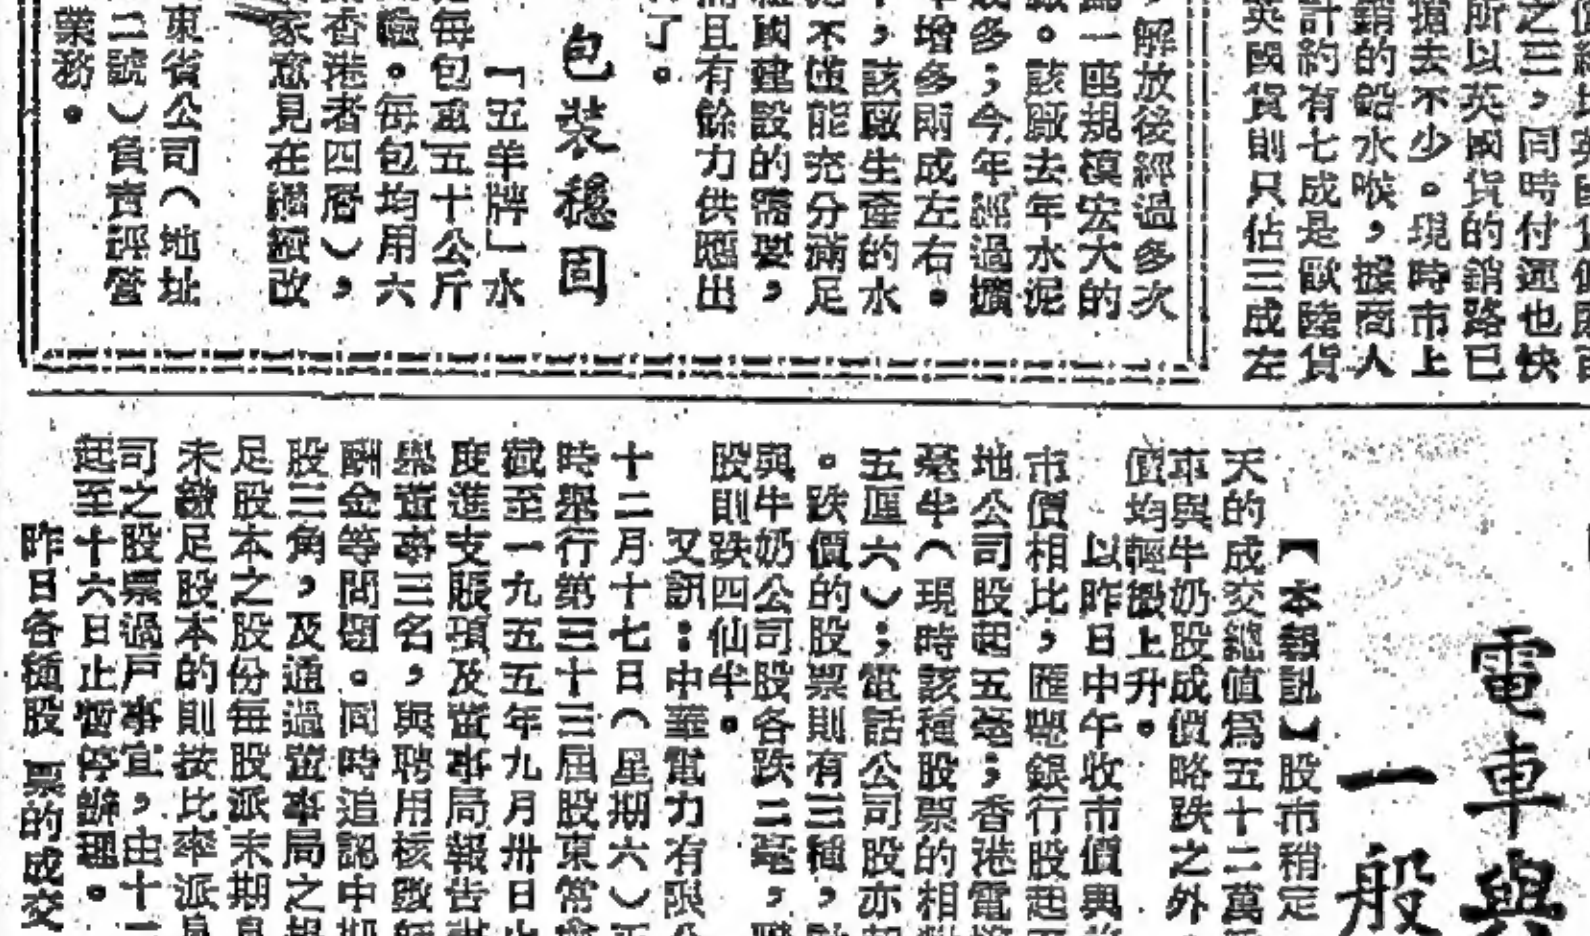 值均輕微上升。
英國貨則只佔三成左
計約有七成是歐陸貨
銷的鉛水喉，據商人
搶去不少。現時市上
所以英國貨的銷路已
之三，同時付運也快
，解放後經過多次
一座規模宏大的
。該廠去年水泥
多；今年經過擴
增多則成左右。
，該廠生產的水
不僅能充分滿足
國建設的需要，
且有餘力供應出
了。
包裝穩固
「五羊牌」水
每包重五十公斤
。每包均用六
香港者四層），
家意見在繼續改
東省公司（地址
二號）負責經營
業務。
電車與
一般
【本報訊】股市稍定
天的成交總值爲五十二萬
車與牛奶股成價略跌之外
以昨日中午收市價與
市價相比，匯豐銀行股起
地公司股起五毫；香港電
毫半（現時該種股票的相
五匯六）；電話公司股亦
。跌價的股票則有三種，
與牛奶公司股各跌二毫，
股則跌四仙半。
又訊：中華電力有限
十二月十七日（星期六）正
時舉行第三十三屆股東常會
截至一九五五年九月卅日止
度進支賬項及董事局報告
舉董事三名，與聘用核數師
酬金等問題。同時追認中期
股三角，及通過董事局之
足股本之股份每股派末期息
未繳足股本的則按比率派息
司之股票過戶事宜，由十一
起至十六日止暫停辦理。
昨日各種股票的成交